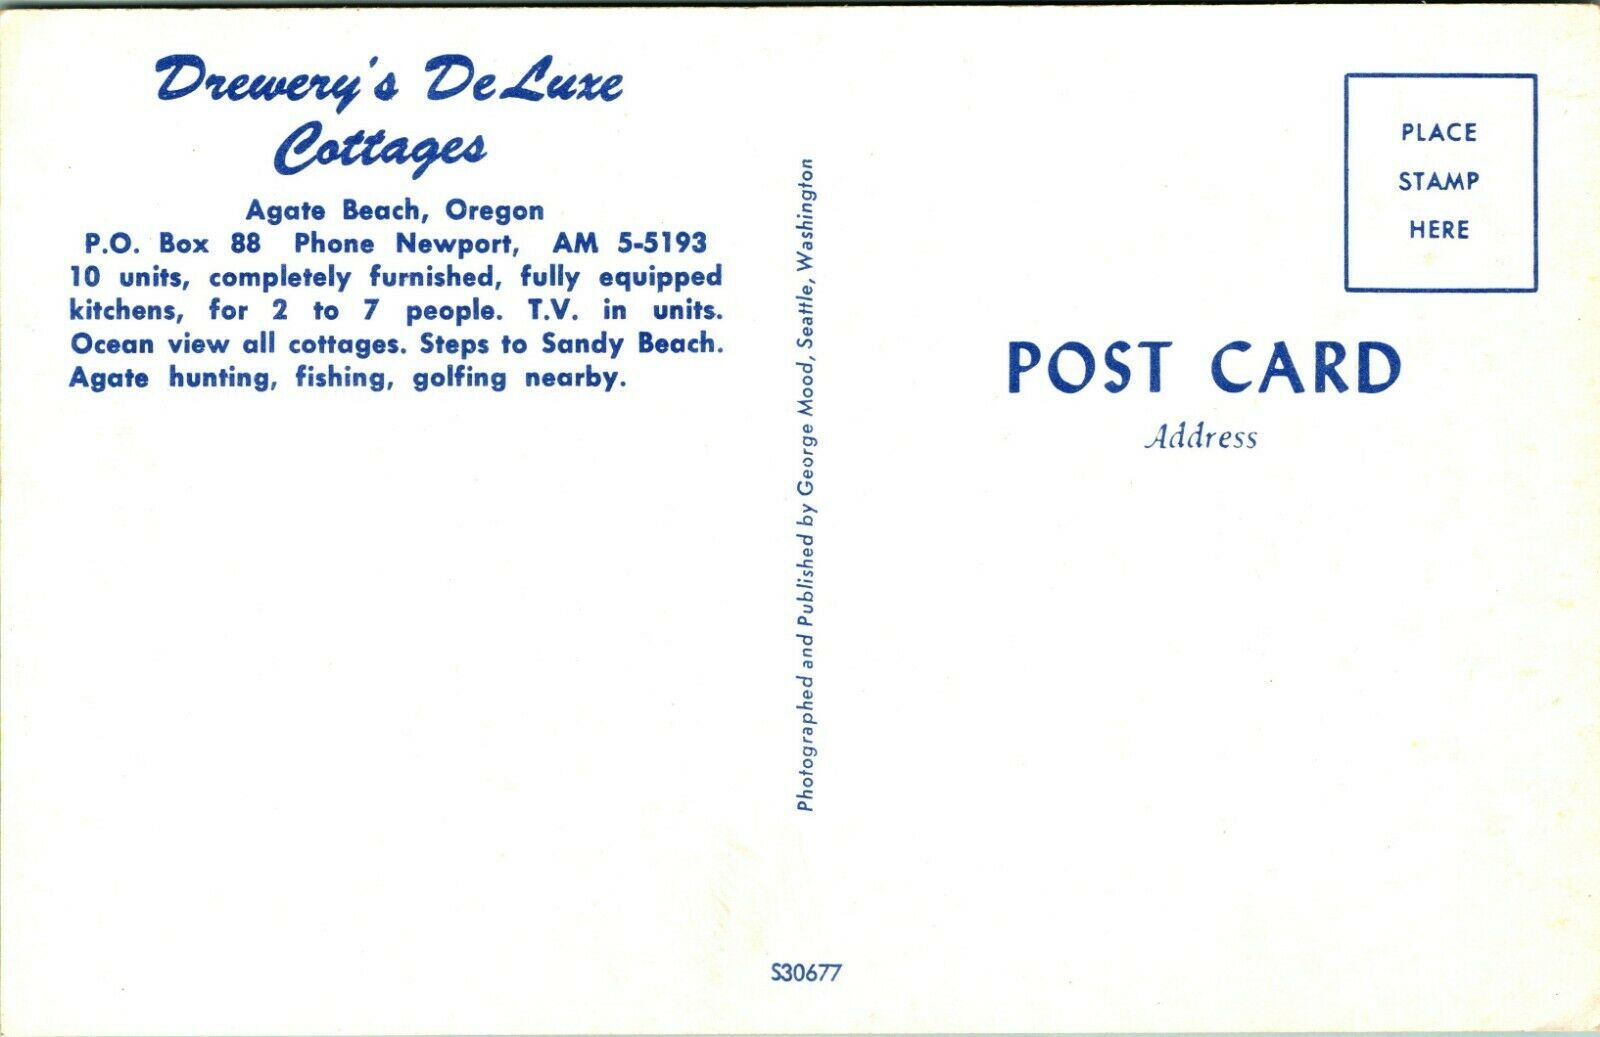 Drewery's DeLuxe
Cottages
Agate Beach, Oregon
P.O. Box 88 Phone Newport, AM 5-5193
10 units, completely furnished, fully equipped
kitchens, for 2 to 7 people. T.V. in units.
Ocean view all cottages. Steps to Sandy Beach.
Agate hunting, fishing, golfing nearby.
Photographed and Published by George Mood, Seattle, Washington
S30677
PLACE
STAMP
HERE
POST CARD
Address